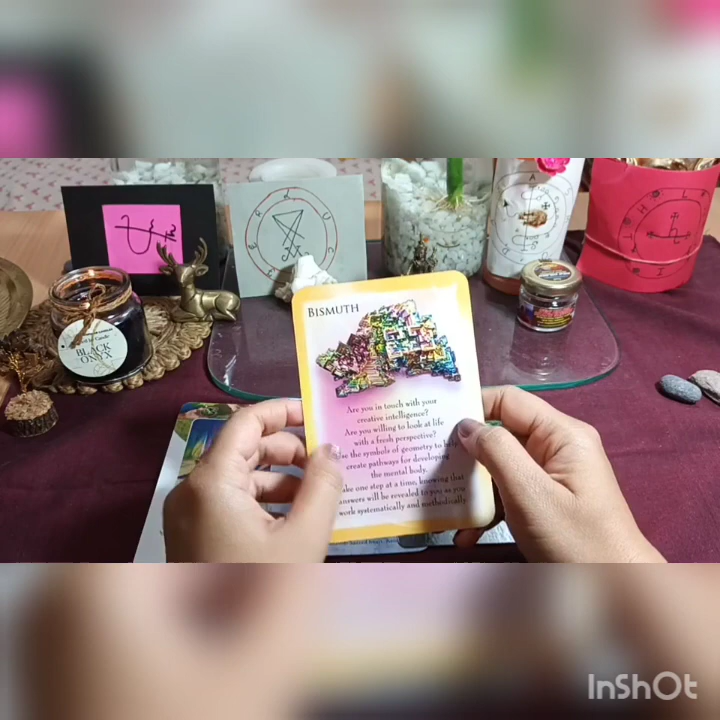 BISMUTH
Are you in touch with your
creative intelligence?
Are you willing to look at life
with a fresh perspective?
Use the symbols of geometry to help
create pathways for developing
the mental body.
Take one step at a time, knowing that
answers will be revealed to you as you
work systematically and methodically
BLACK
ONYX
InShOt